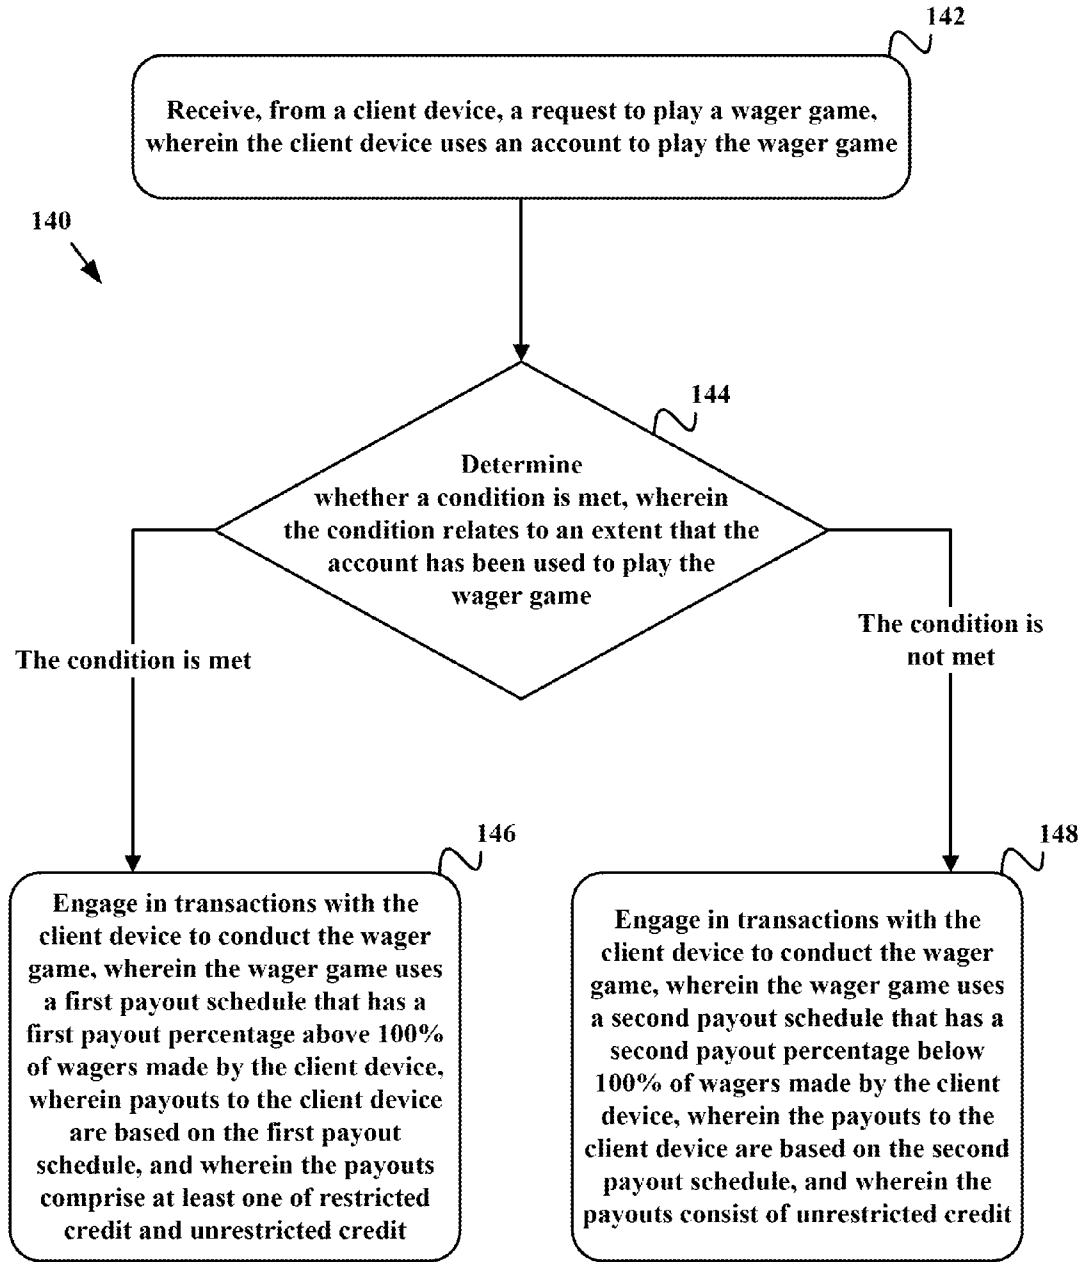 142
Receive, from a client device, a request to play a wager game,
wherein the client device uses an account to play the wager game
140
144
Determine
whether a condition is met, wherein
the condition relates to an extent that the
account has been used to play the
wager game
The condition is met
The condition is
not met
146
Engage in transactions with the
client device to conduct the wager
game, wherein the wager game uses
a first payout schedule that has a
first payout percentage above 100%
of wagers made by the client device,
wherein payouts to the client device
are based on the first payout
schedule, and wherein the payouts
comprise at least one of restricted
credit and unrestricted credit
148
Engage in transactions with the
client device to conduct the wager
game, wherein the wager game uses
a second payout schedule that has a
second payout percentage below
100% of wagers made by the client
device, wherein the payouts to the
client device are based on the second
payout schedule, and wherein the
payouts consist of unrestricted credit